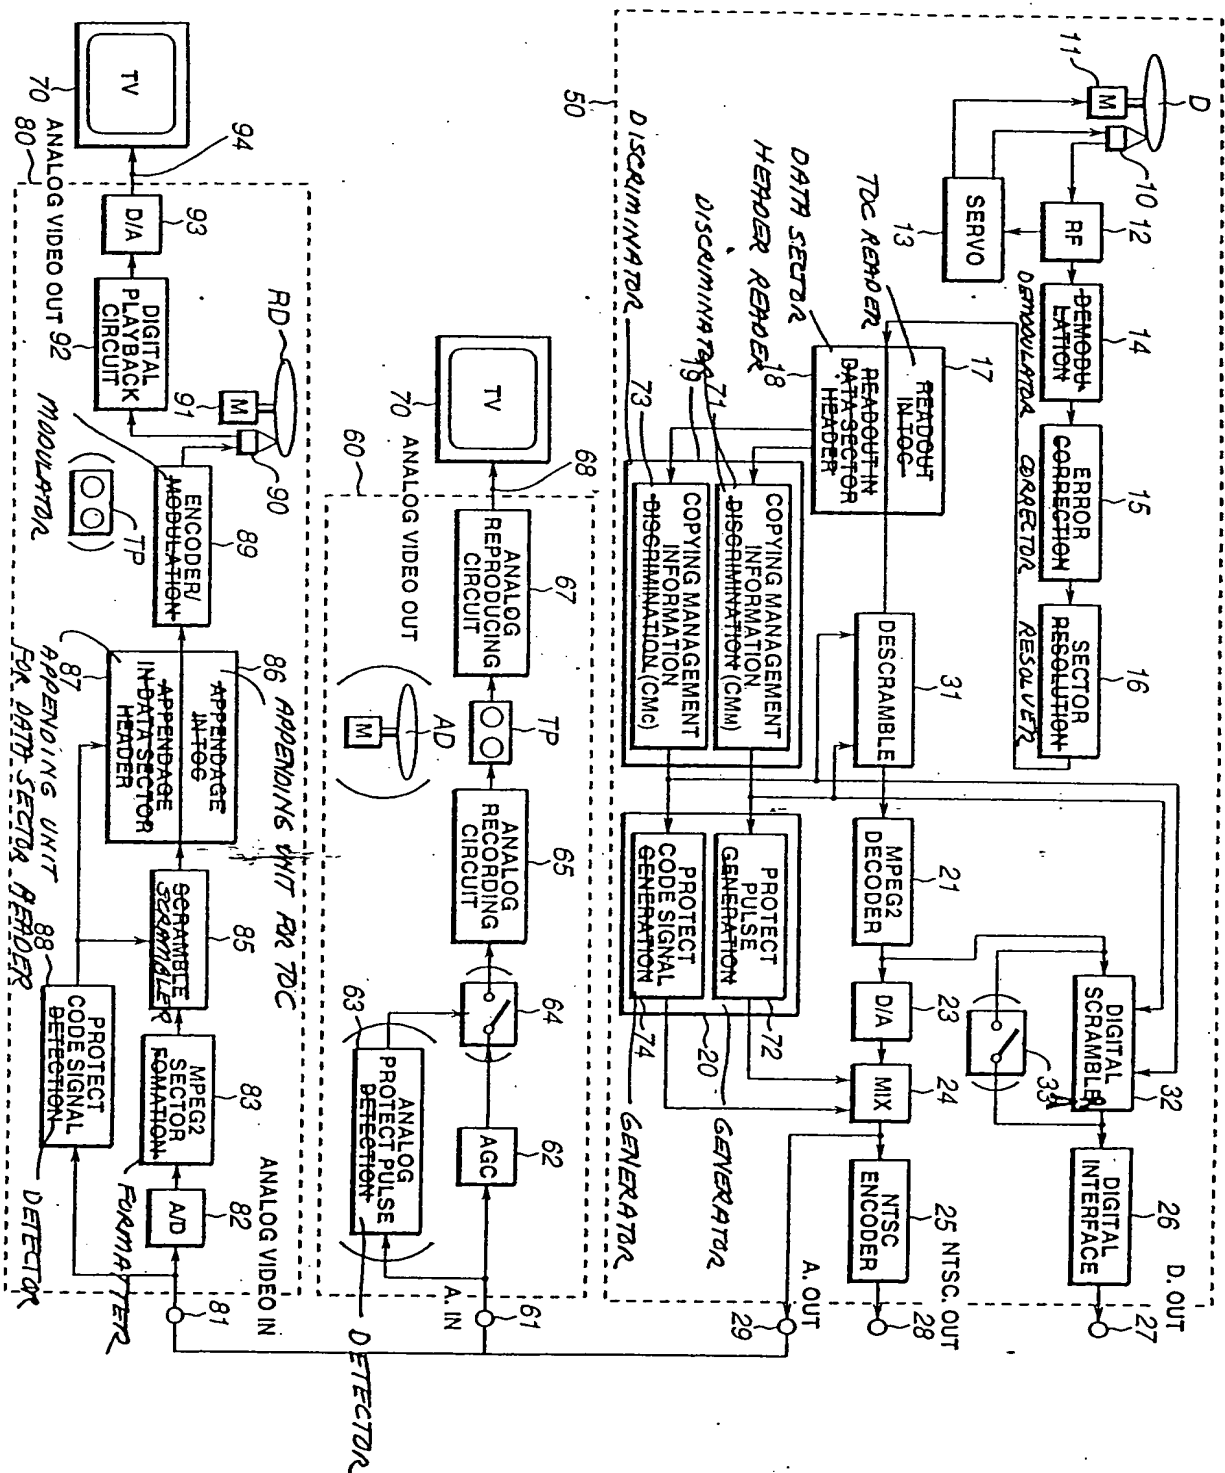 D
11
M
10
RF
12
SERVO
13
DEMODU-
LATION
14
DEMODULATOR
ERROR
CORRECTION
15
CORRECTOR
SECTOR
RESOLUTION
16
RESOLVER
50
TOC READER
DATA SECTOR
HEADER READER
READOUT
IN TOC
17
READOUT IN
DATA SECTOR
HEADER
18
DISCRIMINATOR
DISCRIMINATOR
19
71
COPYING MANAGEMENT
INFORMATION
DISCRIMINATION (CMM)
73
COPYING MANAGEMENT
INFORMATION
DISCRIMINATION (CMC)
DESCRAMBLE
31
MPEG2
DECODER
21
D/A
23
MIX
24
PROTECT
PULSE
GENERATION
72
PROTECT
CODE SIGNAL
GENERATION
74
20
GENERATOR
GENERATOR
DIGITAL
SCRAMBLER
32
33
DIGITAL
INTERFACE
26
D. OUT
27
NTSC
ENCODER
25
NTSC. OUT
28
A. OUT
29
TV
70
ANALOG VIDEO OUT
60
68
ANALOG
REPRODUCING
CIRCUIT
67
TP
AD
M
ANALOG
RECORDING
CIRCUIT
65
64
AGC
62
ANALOG
PROTECT PULSE
DETECTION
63
DETECTOR
A. IN
61
TV
70
ANALOG VIDEO OUT
80
94
D/A
93
DIGITAL
PLAYBACK
CIRCUIT
92
RD
M
91
90
TP
ENCODER/
MODULATION
89
MODULATOR
APPENDAGE
IN TOC
86
APPENDING UNIT FOR TOC
APPENDAGE
IN DATA SECTOR
HEADER
87
APPENDING UNIT
FOR DATA SECTOR HEADER
SCRAMBLE
SCRAMBLER
85
MPEG2
SECTOR
FOMATION
83
FORMATTER
A/D
82
PROTECT
CODE SIGNAL
DETECTION
88
DETECTOR
ANALOG VIDEO IN
81